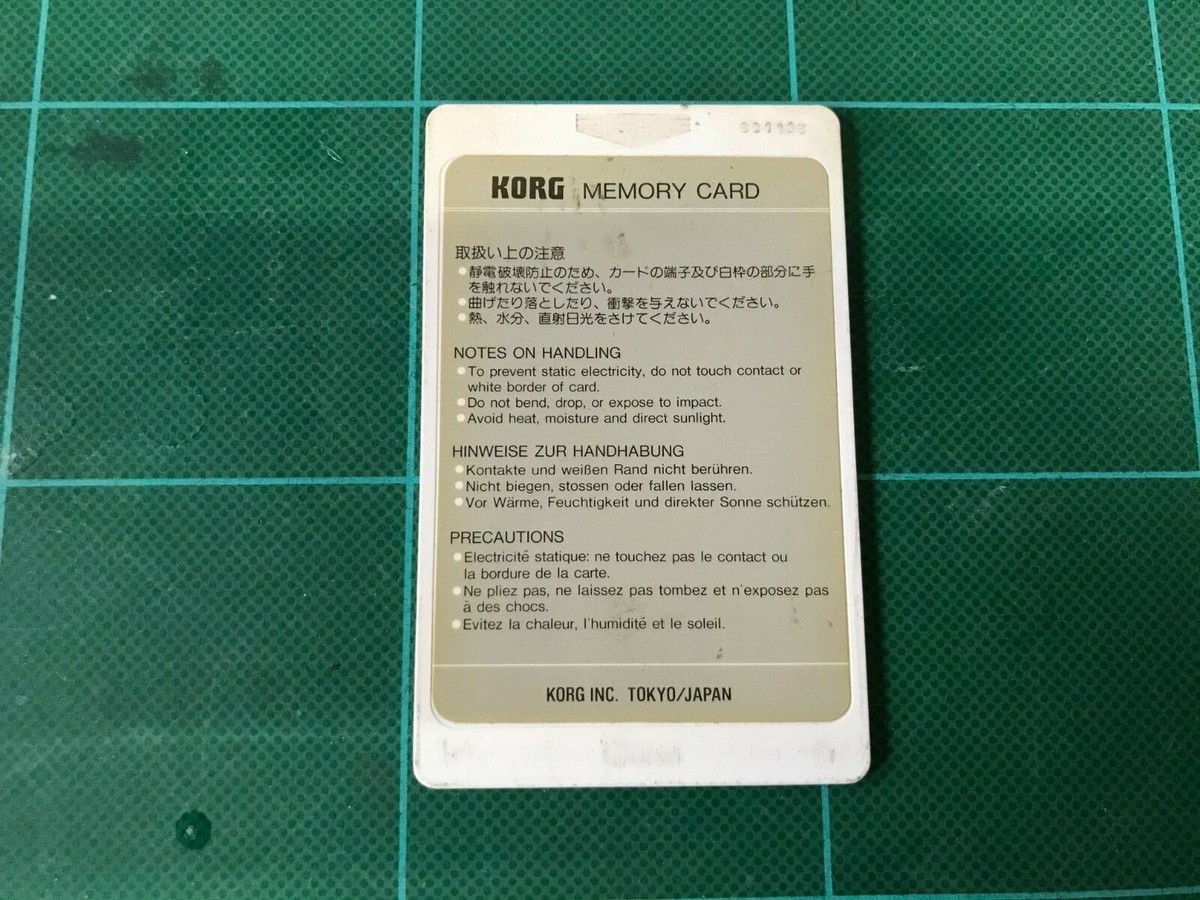 KORG MEMORY CARD
取扱い上の注意
●静電破壊防止のため、カードの端子及び白枠の部分に手
を触れないでください。
●曲げたり落としたり、衝撃を与えないでください。
●熱、水分、直射日光をさけてください。
NOTES ON HANDLING
●To prevent static electricity, do not touch contact or
white border of card.
●Do not bend, drop, or expose to impact.
●Avoid heat, moisture and direct sunlight.
HINWEISE ZUR HANDHABUNG
●Kontakte und weißen Rand nicht berühren.
●Nicht biegen, stossen oder fallen lassen.
●Vor Wärme, Feuchtigkeit und direkter Sonne schützen.
PRECAUTIONS
●Electricité statique: ne touchez pas le contact ou
la bordure de la carte.
●Ne pliez pas, ne laissez pas tombez et n'exposez pas
à des chocs.
●Evitez la chaleur, l'humidité et le soleil.
KORG INC. TOKYO/JAPAN